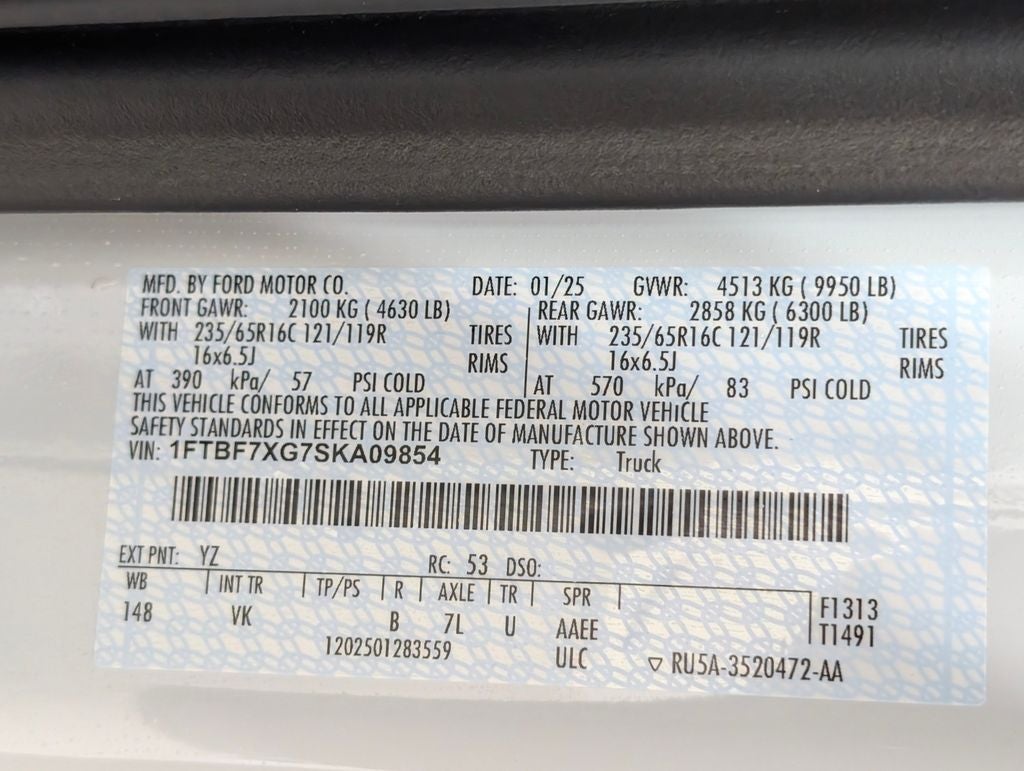 MFD. BY FORD MOTOR CO. DATE: 01/25 GVWR: 4513 KG ( 9950 LB)
FRONT GAWR: 2100 KG ( 4630 LB) REAR GAWR: 2858 KG ( 6300 LB)
WITH 235/65R16C 121/119R TIRES WITH 235/65R16C 121/119R TIRES
16x6.5J RIMS 16x6.5J RIMS
AT 390 kPa/ 57 PSI COLD AT 570 kPa/ 83 PSI COLD
THIS VEHICLE CONFORMS TO ALL APPLICABLE FEDERAL MOTOR VEHICLE
SAFETY STANDARDS IN EFFECT ON THE DATE OF MANUFACTURE SHOWN ABOVE.
VIN: 1FTBF7XG7SKA09854 TYPE: Truck
EXT PNT: YZ RC: 53 DSO:
WB INT TR TP/PS R AXLE TR SPR F1313
148 VK B 7L U AAEE T1491
1202501283559 ULC ▽ RU5A-3520472-AA